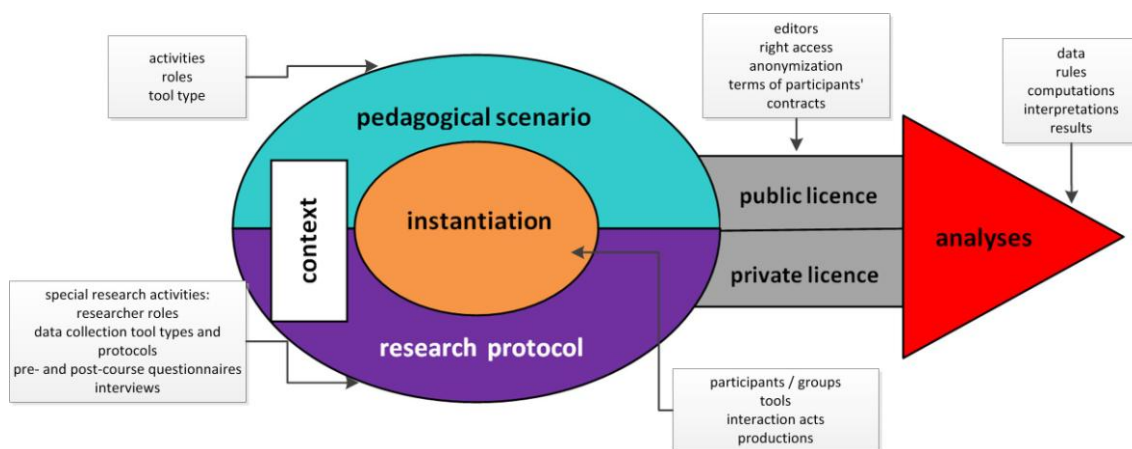 activities
roles
tool type
editors
right access
anonymization
terms of participants'
contracts
data
rules
computations
interpretations
results
pedagogical scenario
context
instantiation
public licence
private licence
analyses
special research activities:
researcher roles
data collection tool types and
protocols
pre- and post-course questionnaires
interviews
research protocol
participants / groups
tools
interaction acts
productions